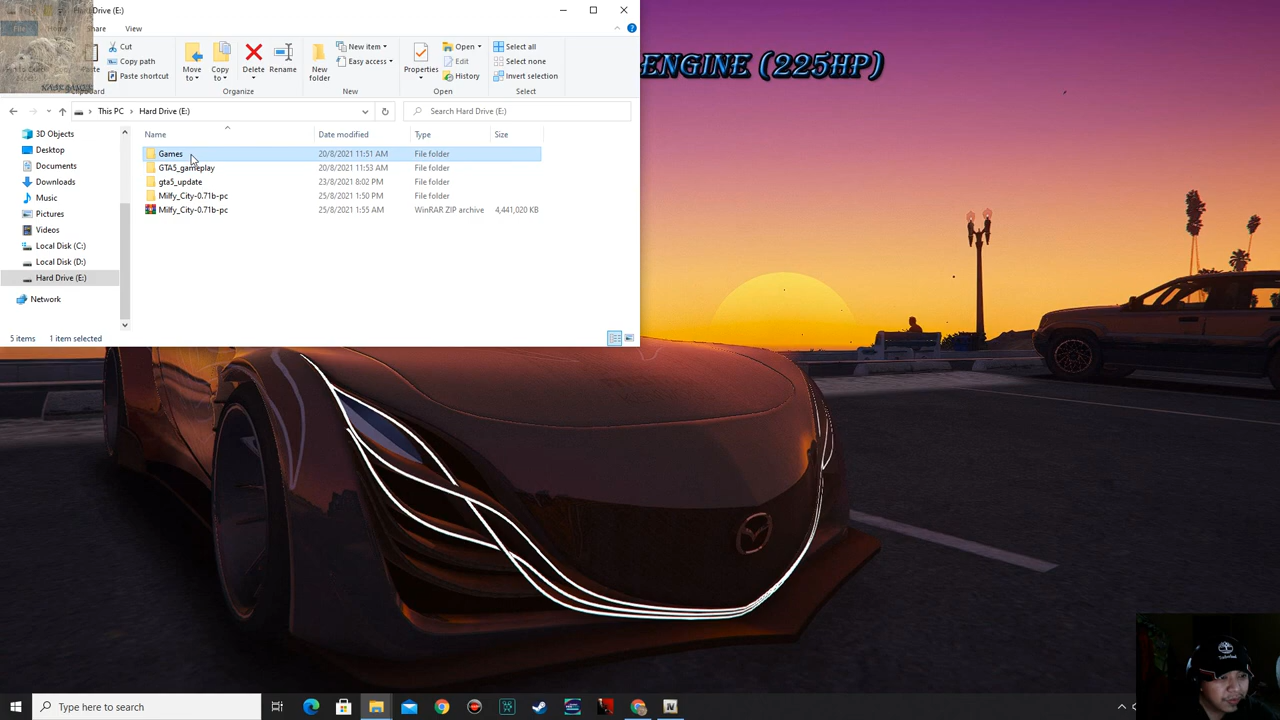 Hard Drive (E:)
File Home Share View
Cut
Copy path
Paste shortcut
Move to
Copy to
Delete
Rename
New folder
New item
Easy access
Properties
Open
Edit
History
Select all
Select none
Invert selection
Clipboard
Organize
New
Open
Select
This PC Hard Drive (E:)
Search Hard Drive (E:)
Name Date modified Type Size
3D Objects
Desktop
Documents
Downloads
Music
Pictures
Videos
Local Disk (C:)
Local Disk (D:)
Hard Drive (E:)
Network
Games 20/8/2021 11:51 AM File folder
GTA5_gameplay 20/8/2021 11:53 AM File folder
gta5_update 23/8/2021 8:02 PM File folder
Milfy_City-0.71b-pc 25/8/2021 1:50 PM File folder
Milfy_City-0.71b-pc 25/8/2021 1:55 AM WinRAR ZIP archive 4,441,020 KB
5 items 1 item selected
ENGINE (225HP)
Type here to search